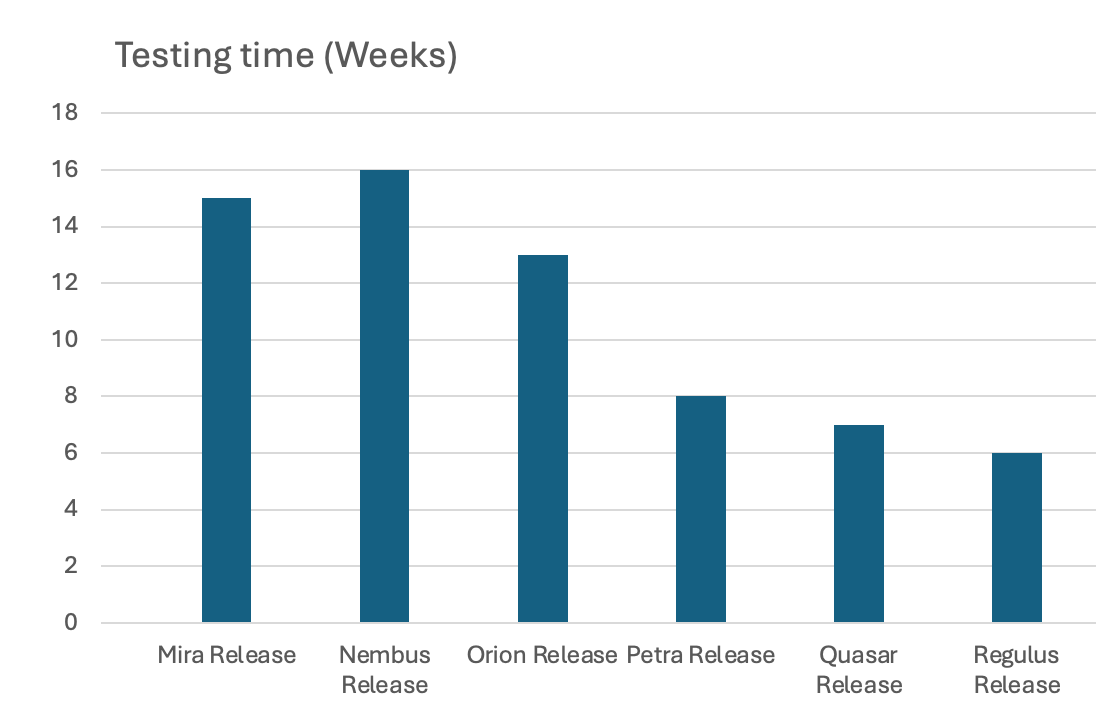 Testing time (Weeks)
18
16
14
12
10
8
6
4
2
0
Mira Release
Nembus
Release
Orion Release
Petra Release
Quasar
Release
Regulus
Release